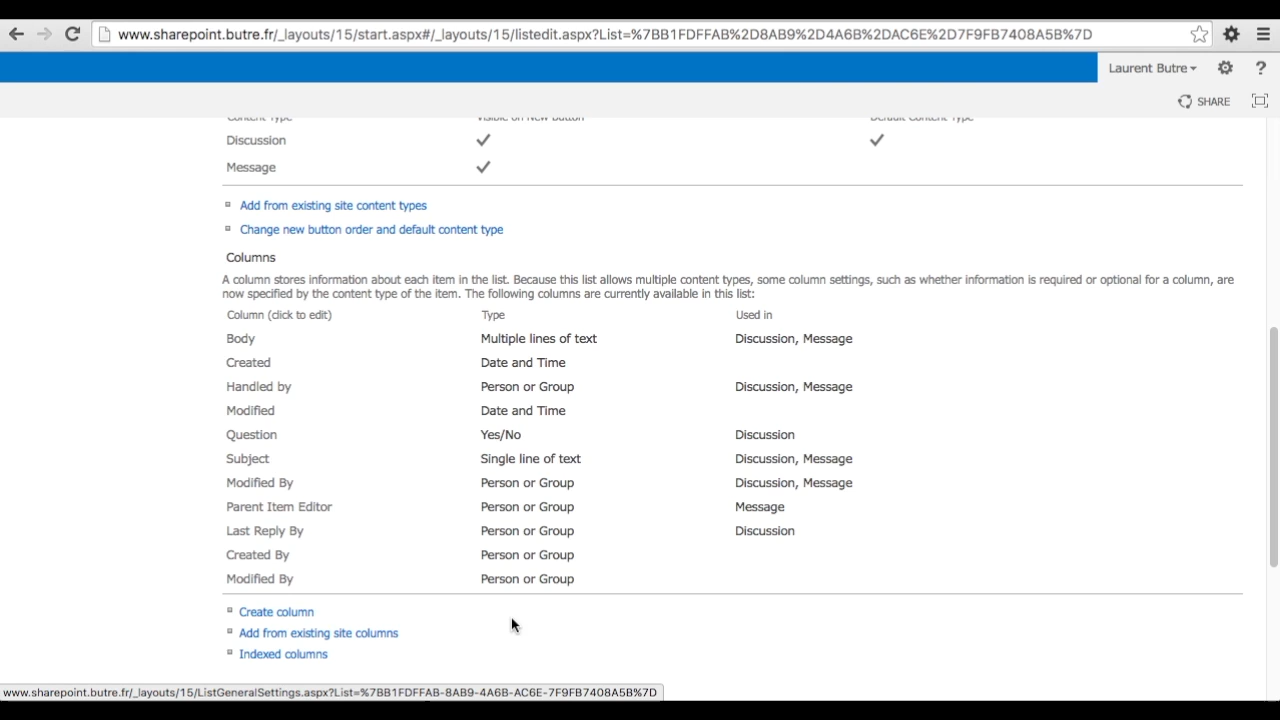 www.sharepoint.butre.fr/_layouts/15/start.aspx#/_layouts/15/listedit.aspx?List=%7BB1FDFFAB%2D8AB9%2D4A6B%2DAC6E%2D7F9FB7408A5B%7D
Laurent Butre
?
SHARE
Content Type Visible on New Button Default Content Type
Discussion
Message
Add from existing site content types
Change new button order and default content type
Columns
A column stores information about each item in the list. Because this list allows multiple content types, some column settings, such as whether information is required or optional for a column, are
now specified by the content type of the item. The following columns are currently available in this list:
Column (click to edit) Type Used in
Body Multiple lines of text Discussion, Message
Created Date and Time
Handled by Person or Group Discussion, Message
Modified Date and Time
Question Yes/No Discussion
Subject Single line of text Discussion, Message
Modified By Person or Group Discussion, Message
Parent Item Editor Person or Group Message
Last Reply By Person or Group Discussion
Created By Person or Group
Modified By Person or Group
Create column
Add from existing site columns
Indexed columns
www.sharepoint.butre.fr/_layouts/15/ListGeneralSettings.aspx?List=%7BB1FDFFAB-8AB9-4A6B-AC6E-7F9FB7408A5B%7D